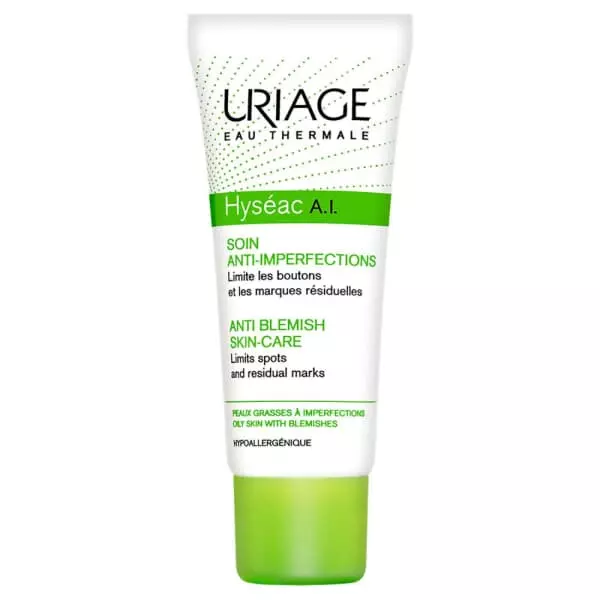 URIAGE
EAU THERMALE
Hyséac A.I.
SOIN
ANTI-IMPERFECTIONS
Limite les boutons
et les marques résiduelles
ANTI BLEMISH
SKIN-CARE
Limits spots
and residual marks
PEAUX GRASSES À IMPERFECTIONS
OILY SKIN WITH BLEMISHES
HYPOALLERGÉNIQUE